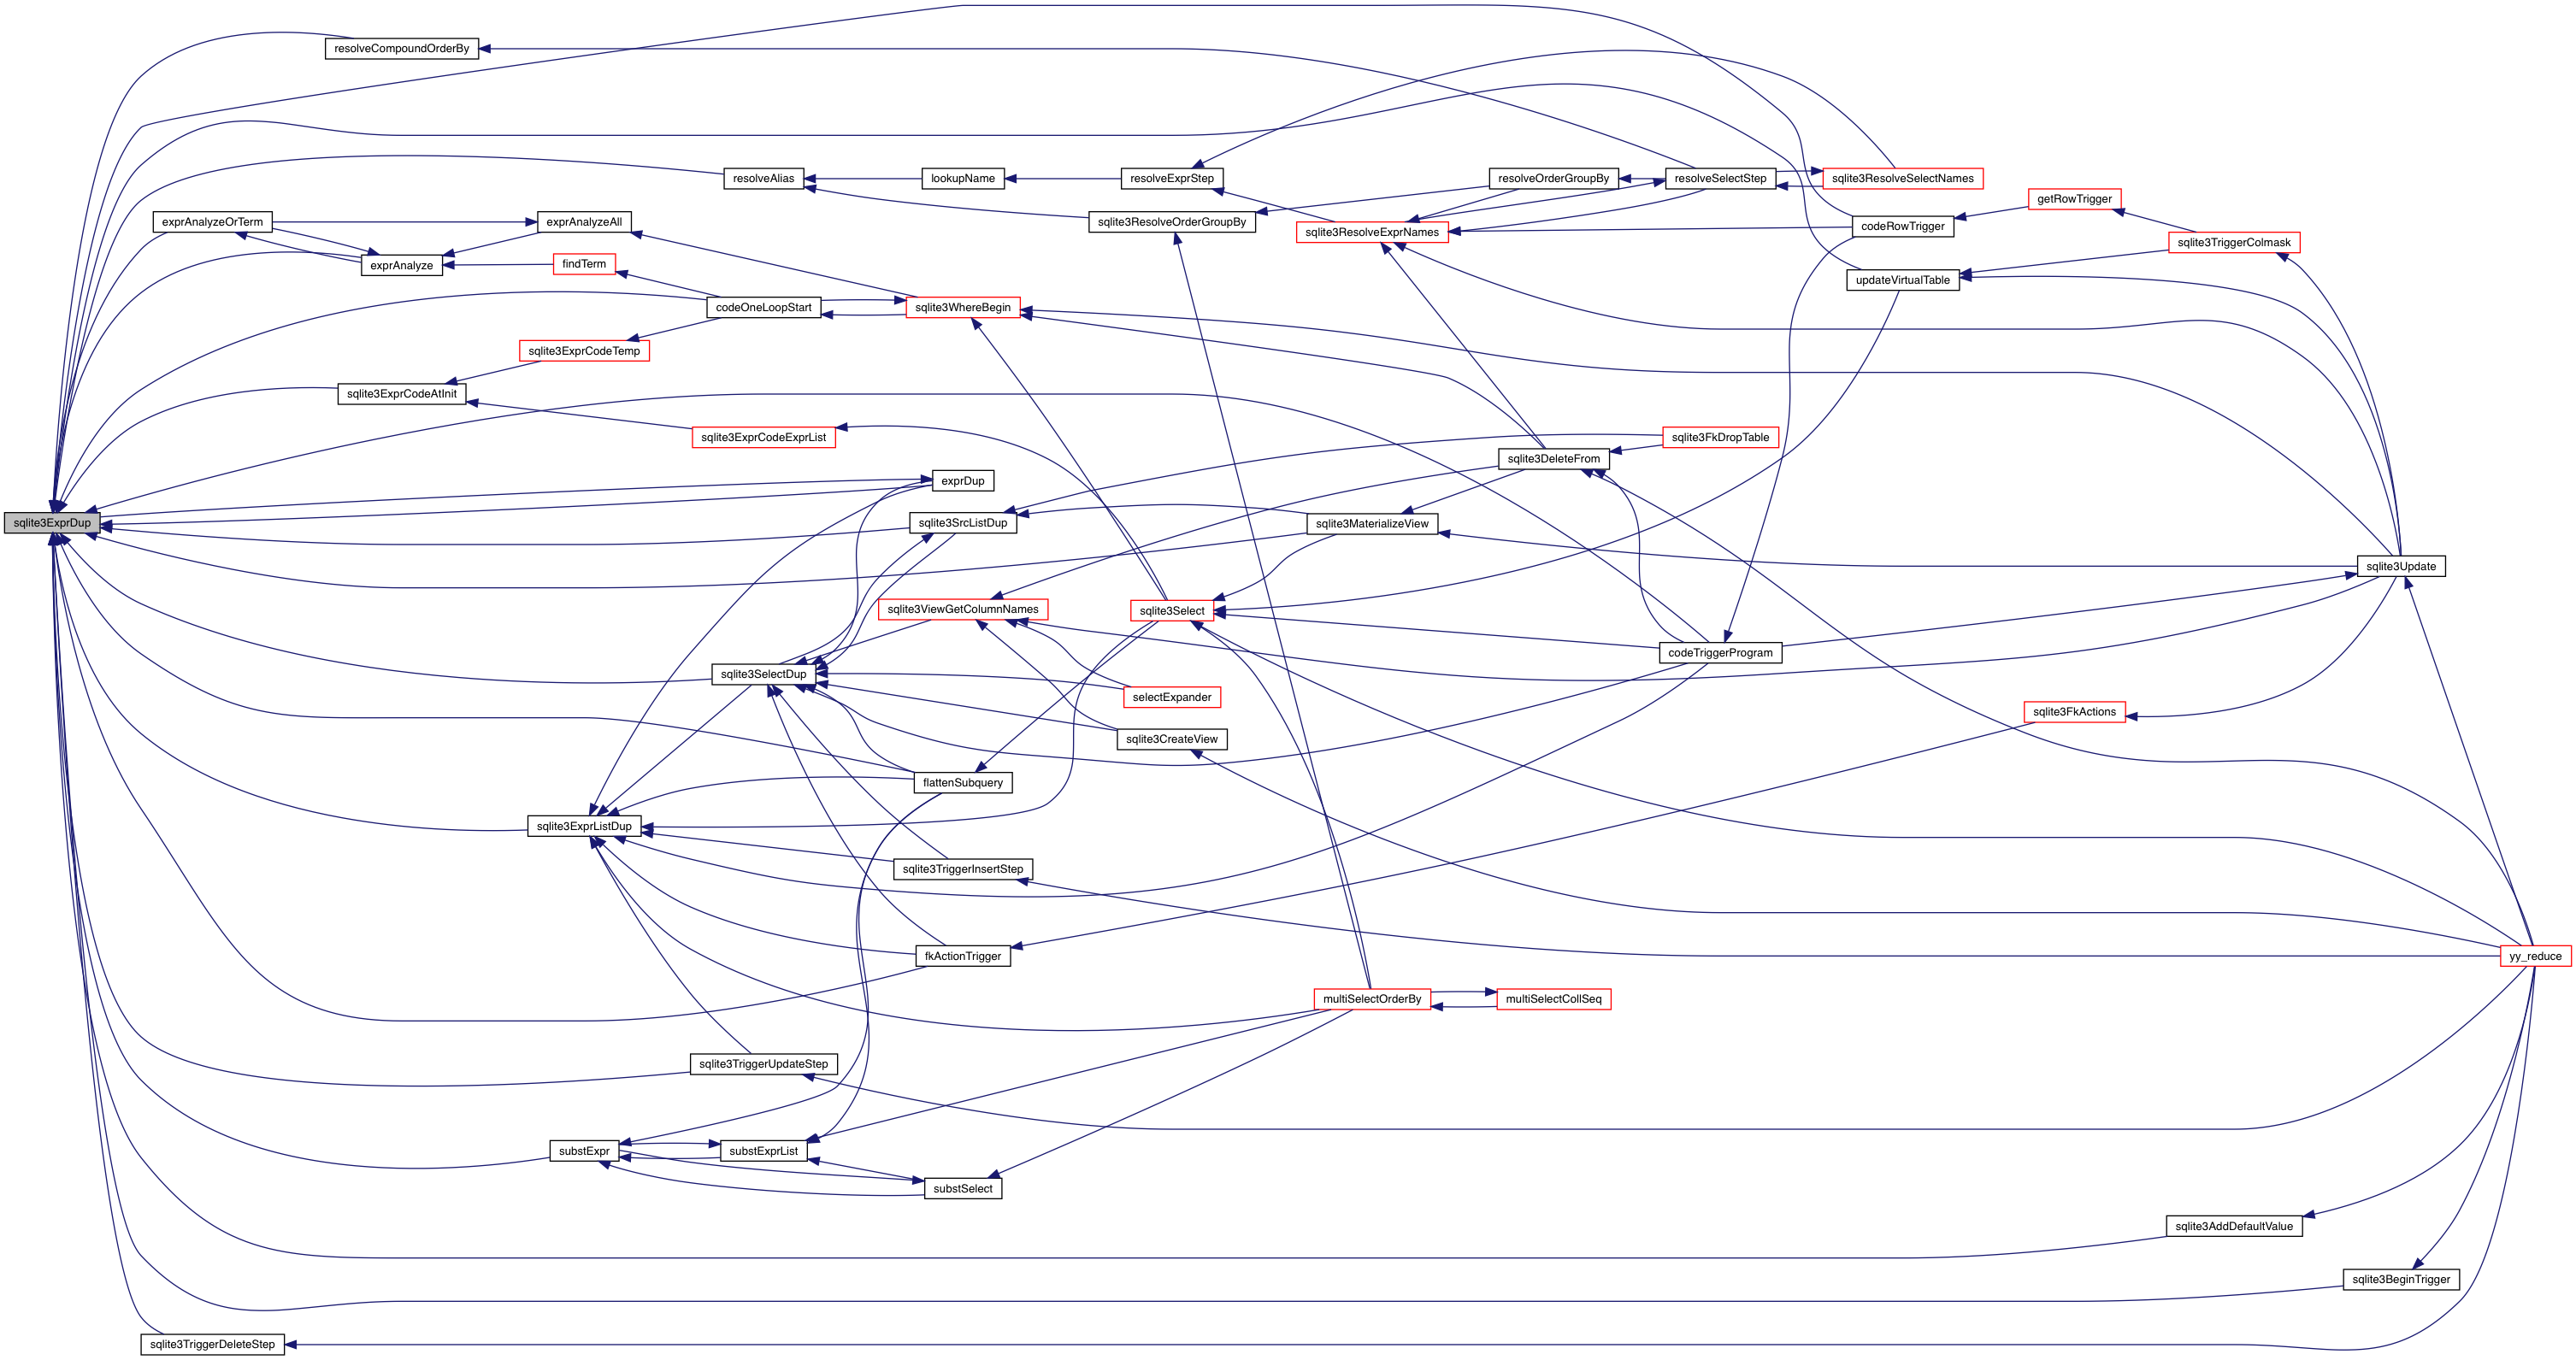 resolveCompoundOrderBy
resolveAlias
lookupName
resolveExprStep
resolveOrderGroupBy
resolveSelectStep
sqlite3ResolveSelectNames
getRowTrigger
exprAnalyzeOrTerm
exprAnalyzeAll
sqlite3ResolveOrderGroupBy
sqlite3ResolveExprNames
codeRowTrigger
sqlite3TriggerColmask
exprAnalyze
findTerm
updateVirtualTable
codeOneLoopStart
sqlite3WhereBegin
sqlite3ExprCodeTemp
sqlite3ExprCodeAtInit
sqlite3ExprCodeExprList
sqlite3FkDropTable
sqlite3DeleteFrom
exprDup
sqlite3ExprDup
sqlite3SrcListDup
sqlite3MaterializeView
sqlite3Update
sqlite3ViewGetColumnNames
sqlite3Select
codeTriggerProgram
sqlite3SelectDup
selectExpander
sqlite3FkActions
sqlite3CreateView
flattenSubquery
sqlite3ExprListDup
sqlite3TriggerInsertStep
fkActionTrigger
yy_reduce
multiSelectOrderBy
multiSelectCollSeq
sqlite3TriggerUpdateStep
substExpr
substExprList
substSelect
sqlite3AddDefaultValue
sqlite3BeginTrigger
sqlite3TriggerDeleteStep